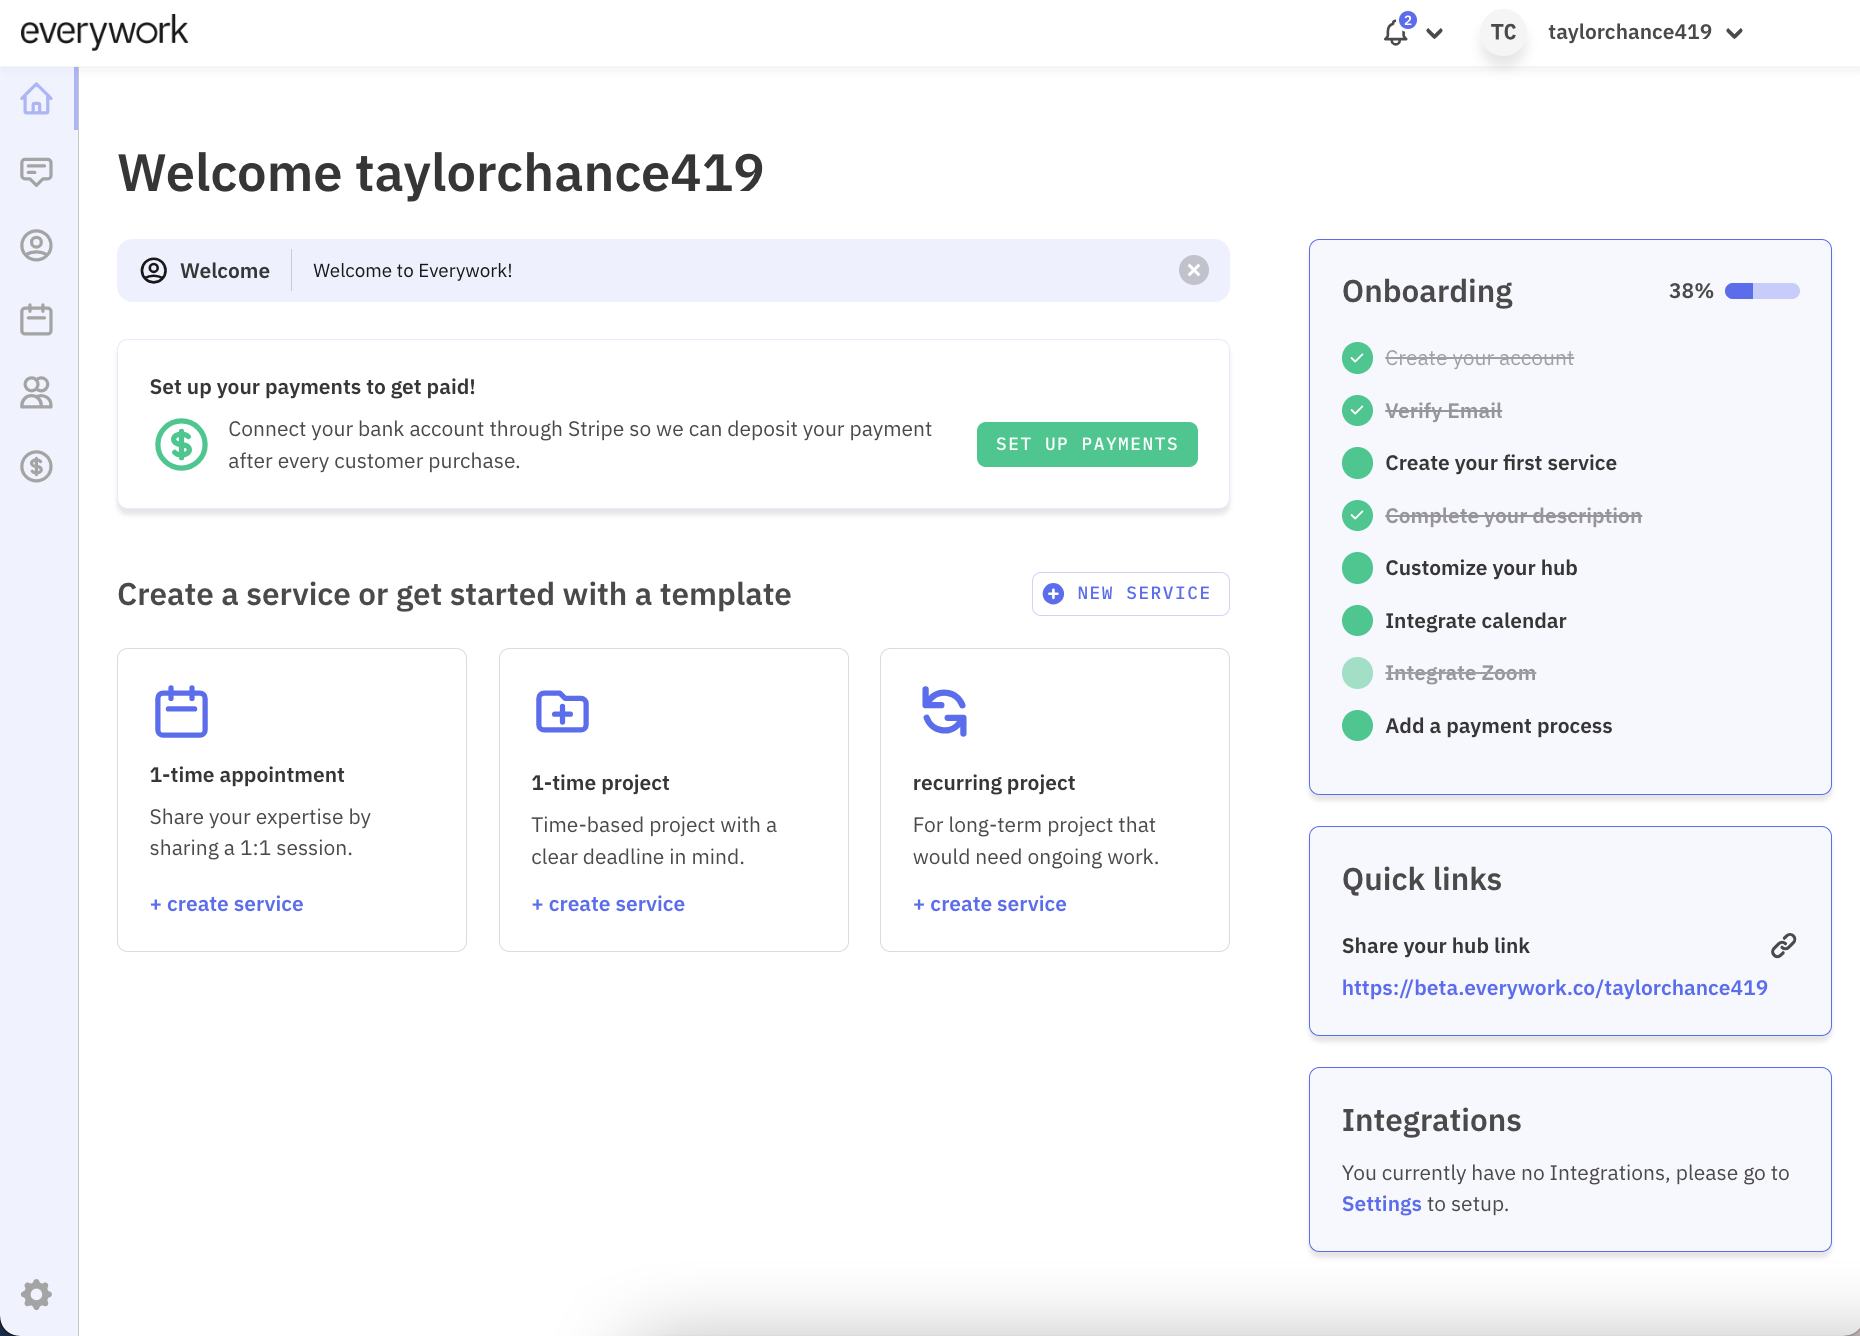 everywork
2
TC
taylorchance419
Welcome taylorchance419
Welcome
Welcome to Everywork!
Set up your payments to get paid!
Connect your bank account through Stripe so we can deposit your payment
after every customer purchase.
SET UP PAYMENTS
Create a service or get started with a template
NEW SERVICE
1-time appointment
Share your expertise by
sharing a 1:1 session.
+ create service
1-time project
Time-based project with a
clear deadline in mind.
+ create service
recurring project
For long-term project that
would need ongoing work.
+ create service
Onboarding
38%
Create your account
Verify Email
Create your first service
Complete your description
Customize your hub
Integrate calendar
Integrate Zoom
Add a payment process
Quick links
Share your hub link
https://beta.everywork.co/taylorchance419
Integrations
You currently have no Integrations, please go to
Settings to setup.